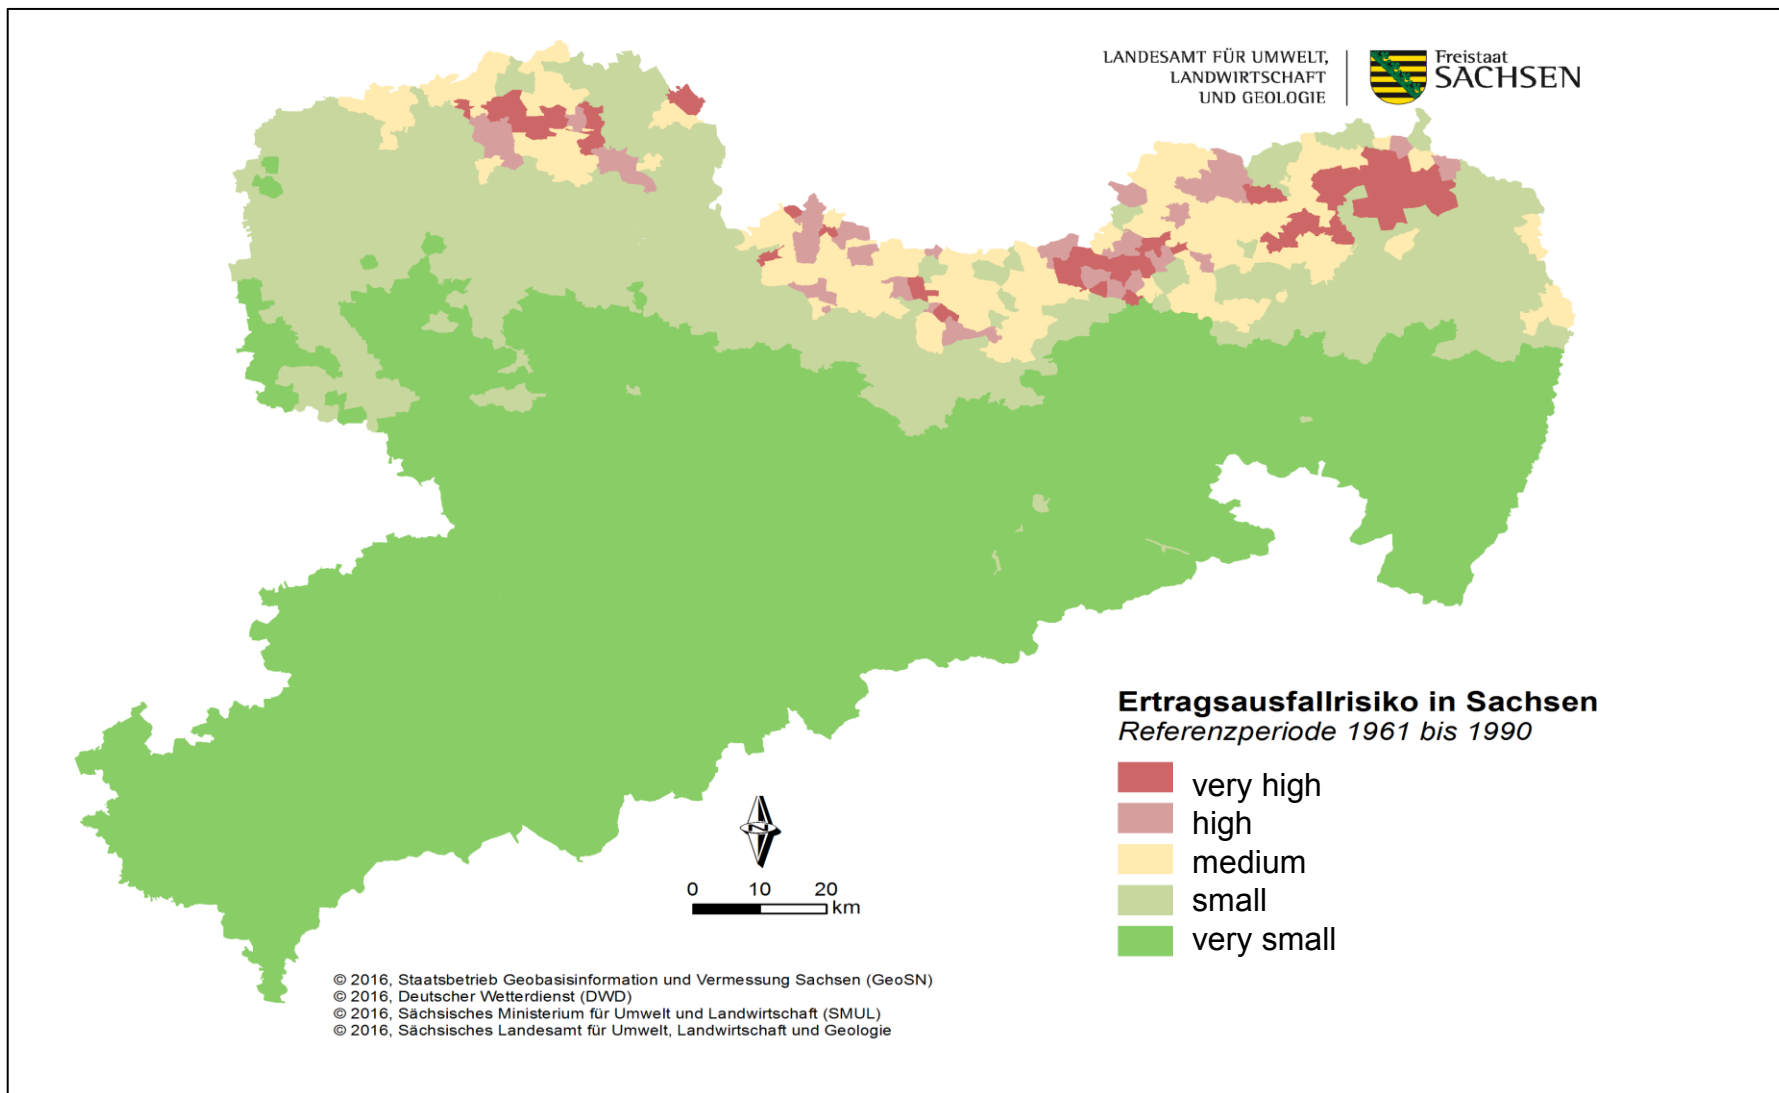 LANDESAMT FÜR UMWELT,
LANDWIRTSCHAFT
UND GEOLOGIE
Freistaat
SACHSEN
Ertragsausfallrisiko in Sachsen
Referenzperiode 1961 bis 1990
very high
high
medium
small
very small
N
0 10 20
km
© 2016, Staatsbetrieb Geobasisinformation und Vermessung Sachsen (GeoSN)
© 2016, Deutscher Wetterdienst (DWD)
© 2016, Sächsisches Ministerium für Umwelt und Landwirtschaft (SMUL)
© 2016, Sächsisches Landesamt für Umwelt, Landwirtschaft und Geologie